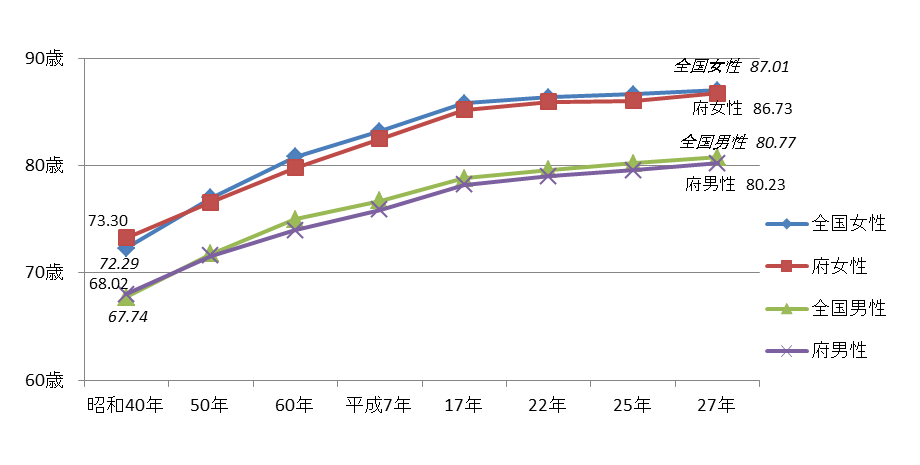 90歳
80歳
70歳
60歳
全国女性 87.01
府女性 86.73
全国男性 80.77
府男性 80.23
73.30
72.29
68.02
67.74
全国女性
府女性
全国男性
府男性
昭和40年 50年 60年 平成7年 17年 22年 25年 27年